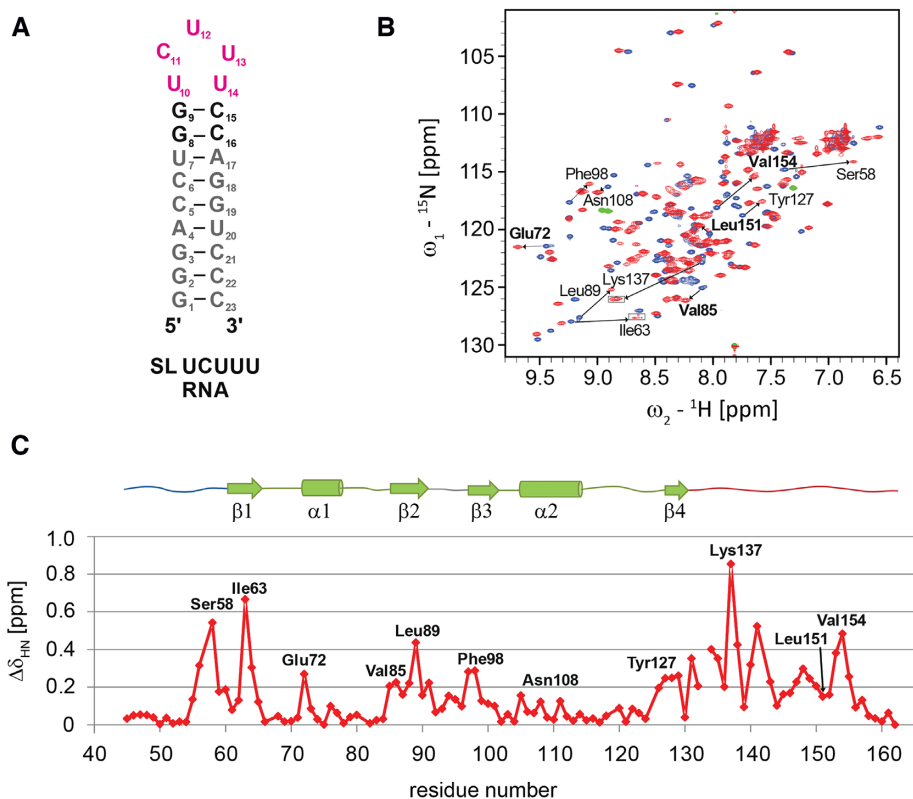 A
U12
C11 U13
U10 U14
G9–C15
G8–C16
U7 A17
C6 G18
C5 G19
A4 U20
G3 C21
G2 C22
G1 C23
5' 3'
SL UCUUU
RNA
B
105
110
115
120
125
130
ω1 - 15N [ppm]
Val154
Phe98
Ser58
Asn108
Tyr127
Glu72
Leu151
Lys137
Leu89
Val85
Ile63
9.5 9.0 8.5 8.0 7.5 7.0 6.5
ω2 - 1H [ppm]
C
β1 α1 β2 β3 α2 β4
1.0
0.8
0.6
0.4
0.2
0
ΔδHN [ppm]
Lys137
Ile63
Ser58
Val154
Leu89
Leu151
Glu72
Val85
Phe98
Tyr127
Asn108
40 50 60 70 80 90 100 110 120 130 140 150 160
residue number